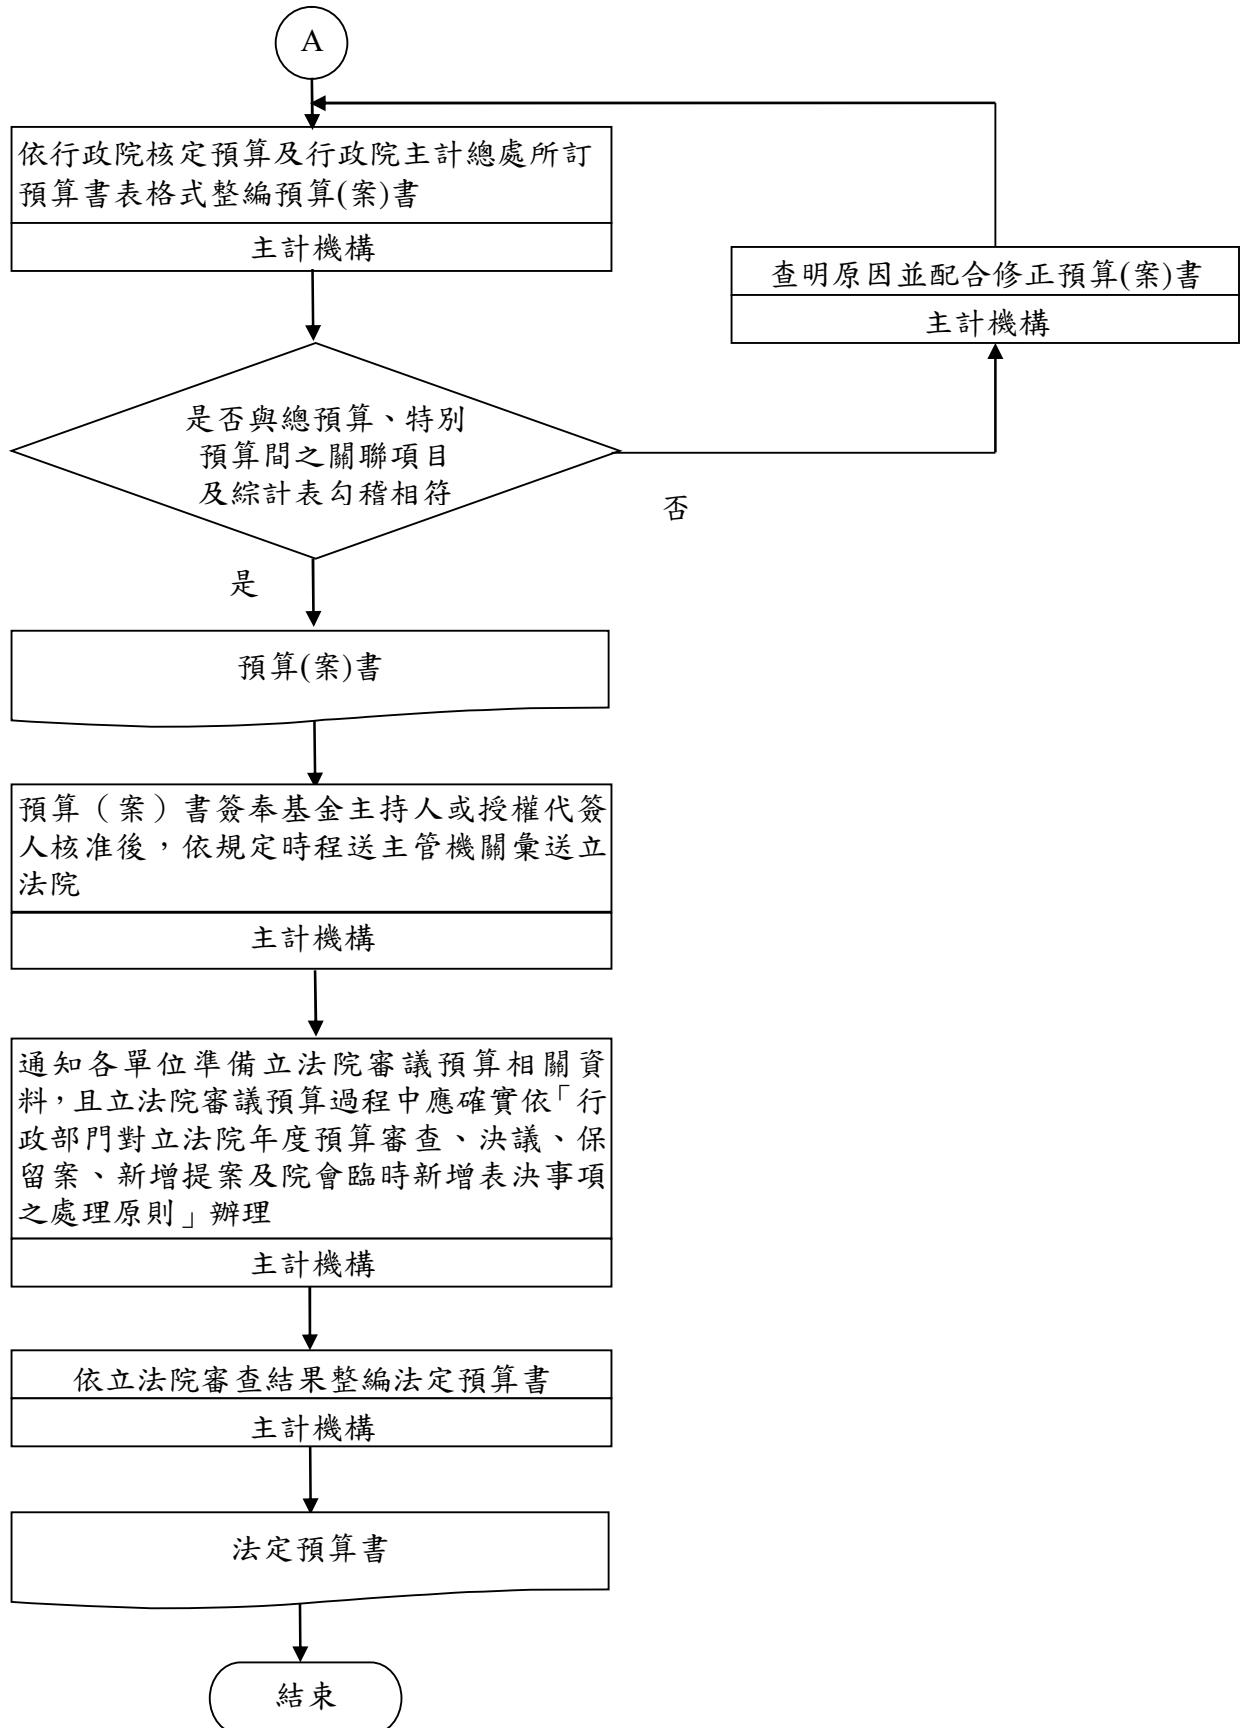 A
依行政院核定預算及行政院主計總處所訂
預算書表格式整編預算(案)書
主計機構
查明原因並配合修正預算(案)書
主計機構
是否與總預算、特別
預算間之關聯項目
及綜計表勾稽相符
否
是
預算(案)書
預算（案）書簽奉基金主持人或授權代簽
人核准後，依規定時程送主管機關彙送立
法院
主計機構
通知各單位準備立法院審議預算相關資
料，且立法院審議預算過程中應確實依「行
政部門對立法院年度預算審查、決議、保
留案、新增提案及院會臨時新增表決事項
之處理原則」辦理
主計機構
依立法院審查結果整編法定預算書
主計機構
法定預算書
結束